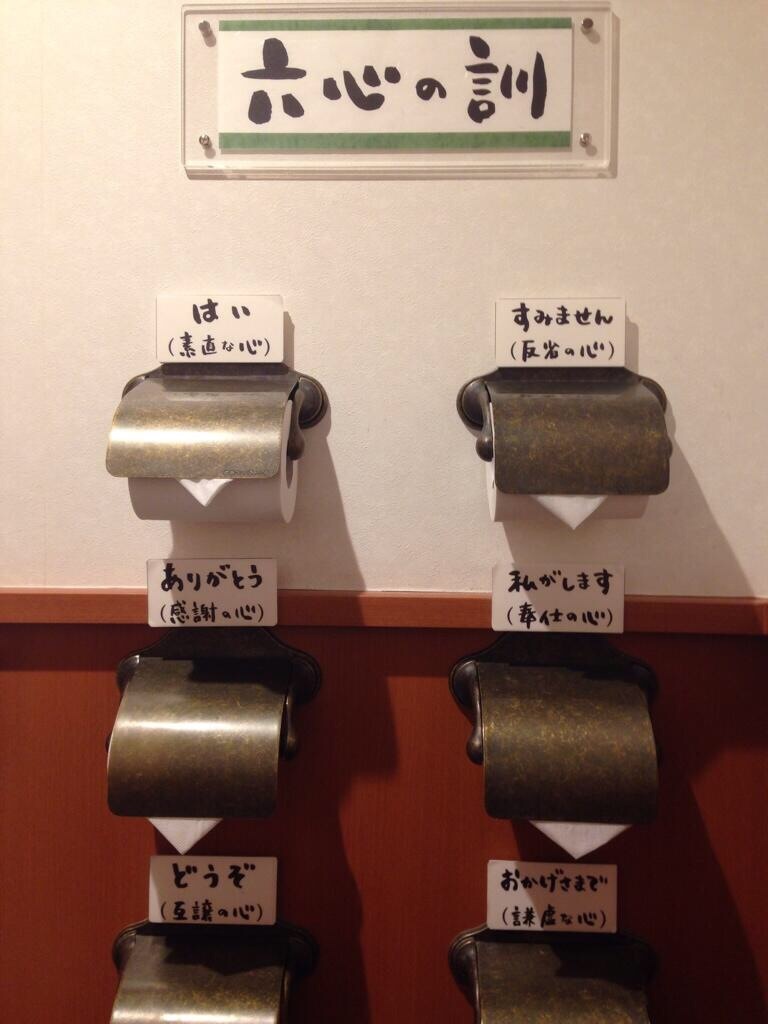 六心の訓
はい
(素直な心)
すみません
(反省の心)
ありがとう
(感謝の心)
私がします
(奉仕の心)
どうぞ
(互譲の心)
おかげさまで
(謙虚な心)